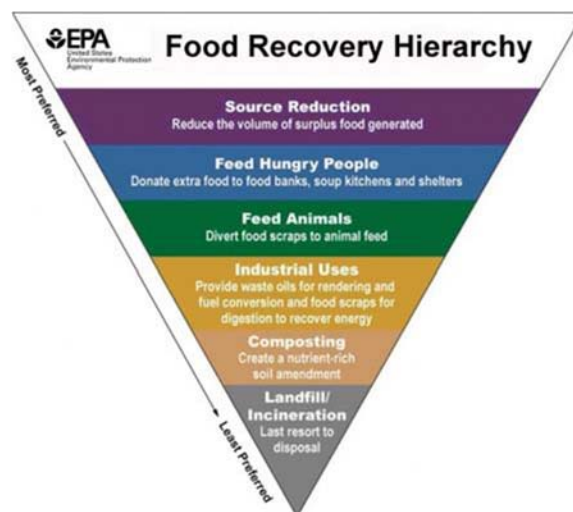 EPA
United States
Environmental Protection
Agency
Food Recovery Hierarchy
Most Preferred
Source Reduction
Reduce the volume of surplus food generated
Feed Hungry People
Donate extra food to food banks, soup kitchens and shelters
Feed Animals
Divert food scraps to animal feed
Industrial Uses
Provide waste oils for rendering and
fuel conversion and food scraps for
digestion to recover energy
Composting
Create a nutrient-rich
soil amendment
Landfill/
Incineration
Last resort to
disposal
Least Preferred